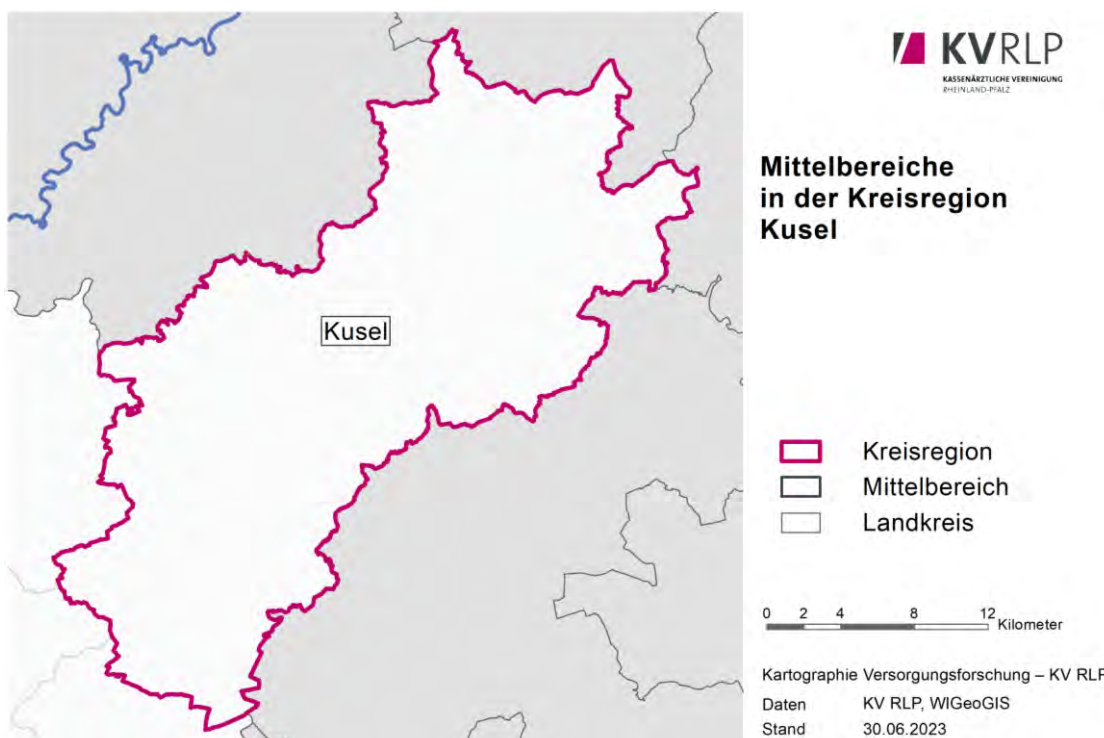 KVRLP
KASSENÄRZTLICHE VEREINIGUNG
RHEINLAND-PFALZ
Mittelbereiche
in der Kreisregion
Kusel
Kusel
Kreisregion
Mittelbereich
Landkreis
0 2 4 8 12
Kilometer
Kartographie Versorgungsforschung – KV RLP
Daten KV RLP, WIGeoGIS
Stand 30.06.2023